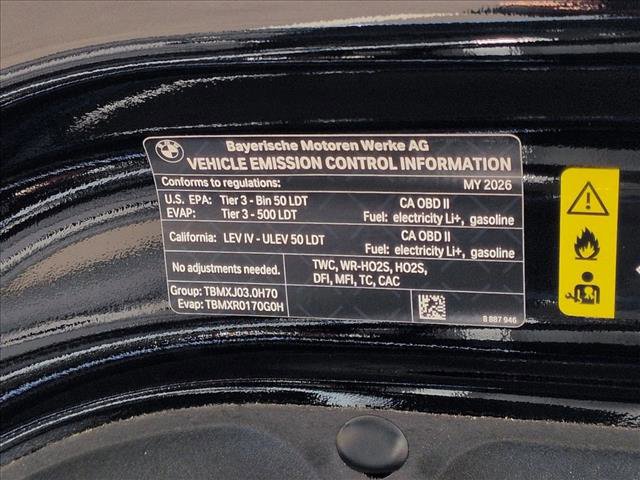 BMW
Bayerische Motoren Werke AG
VEHICLE EMISSION CONTROL INFORMATION
Conforms to regulations: MY 2026
U.S. EPA: Tier 3 - Bin 50 LDT CA OBD II
EVAP: Tier 3 - 500 LDT Fuel: electricity Li+, gasoline
California: LEV IV - ULEV 50 LDT CA OBD II
Fuel: electricity Li+, gasoline
No adjustments needed. TWC, WR-HO2S, HO2S,
DFI, MFI, TC, CAC
Group: TBMXJ03.0H70
Evap: TBMXR0170G0H
8 887 946